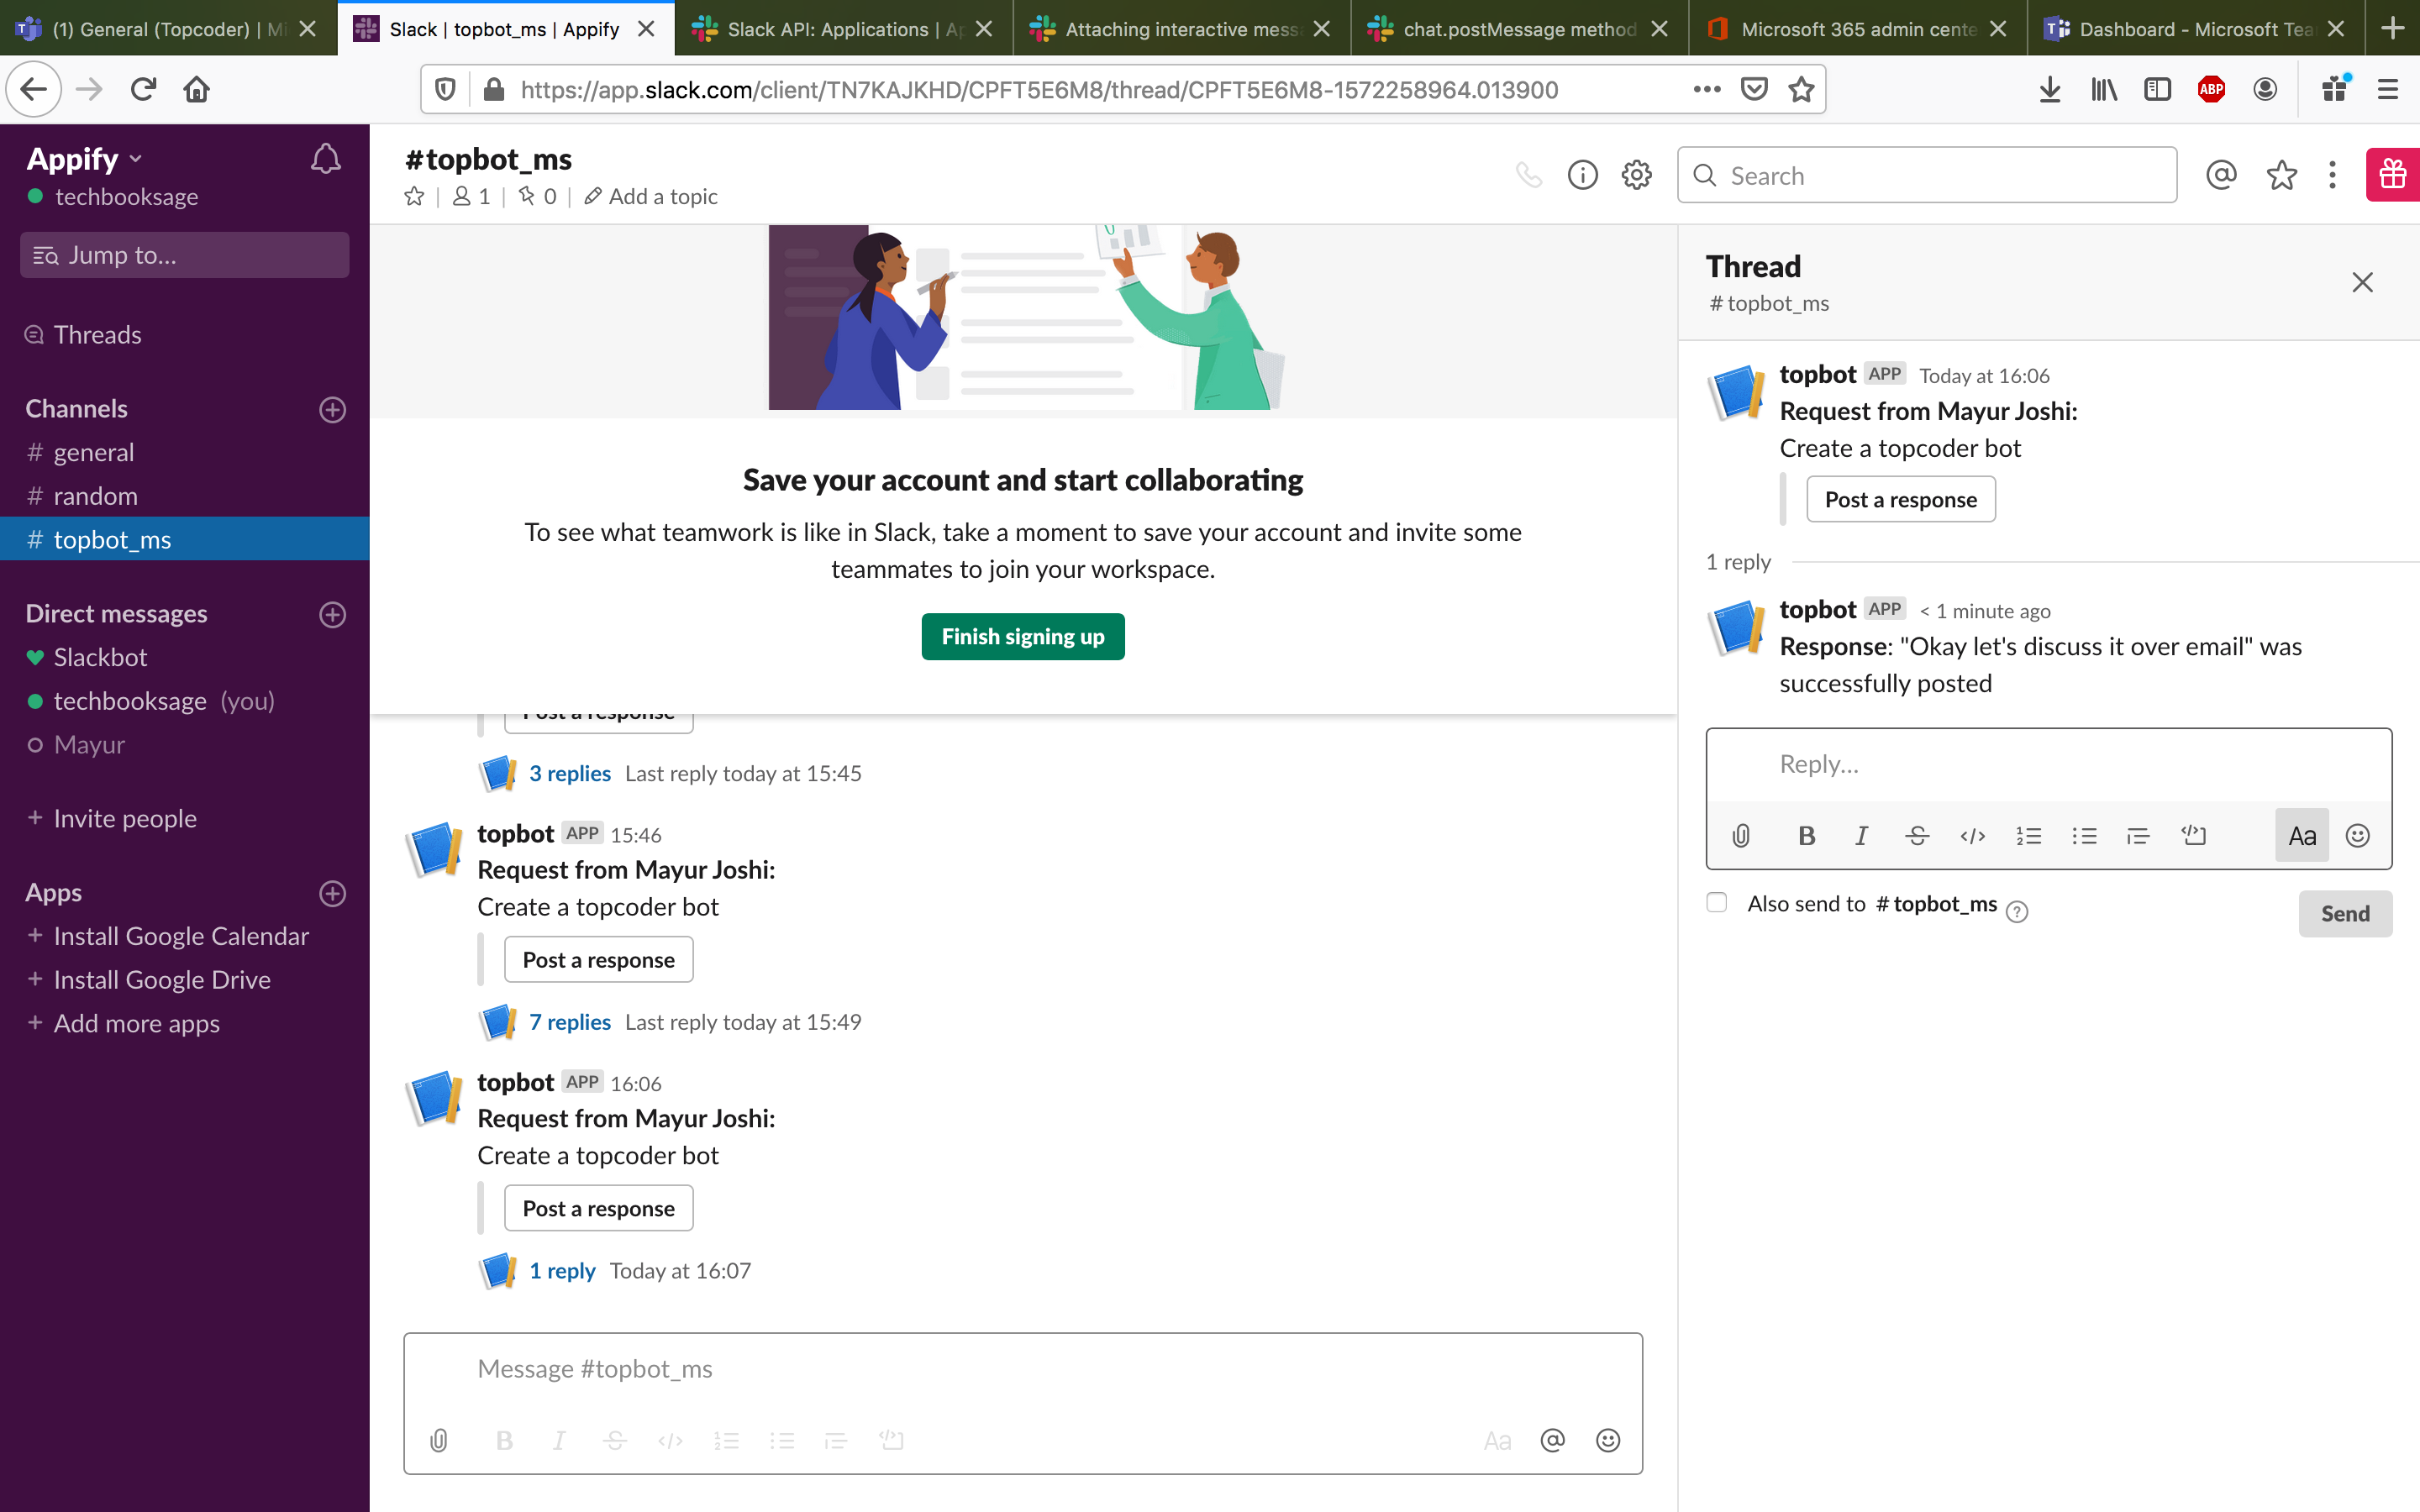 (1) General (Topcoder) | Mi
Slack | topbot_ms | Appify
Slack API: Applications | Ap
Attaching interactive mess
chat.postMessage method
Microsoft 365 admin cente
Dashboard - Microsoft Tea
https://app.slack.com/client/TN7KAJKHD/CPFT5E6M8/thread/CPFT5E6M8-1572258964.013900
ABP
Appify
techbooksage
Jump to...
Threads
Channels
# general
# random
# topbot_ms
Direct messages
Slackbot
techbooksage (you)
Mayur
+ Invite people
Apps
+ Install Google Calendar
+ Install Google Drive
+ Add more apps
#topbot_ms
1 | 0 | Add a topic
Search
Save your account and start collaborating
To see what teamwork is like in Slack, take a moment to save your account and invite some
teammates to join your workspace.
Finish signing up
Post a response
3 replies Last reply today at 15:45
topbot APP 15:46
Request from Mayur Joshi:
Create a topcoder bot
Post a response
7 replies Last reply today at 15:49
topbot APP 16:06
Request from Mayur Joshi:
Create a topcoder bot
Post a response
1 reply Today at 16:07
Message #topbot_ms
B I S Aa
Thread
# topbot_ms
topbot APP Today at 16:06
Request from Mayur Joshi:
Create a topcoder bot
Post a response
1 reply
topbot APP < 1 minute ago
Response: "Okay let's discuss it over email" was
successfully posted
Reply...
B I S Aa
Also send to # topbot_ms
Send